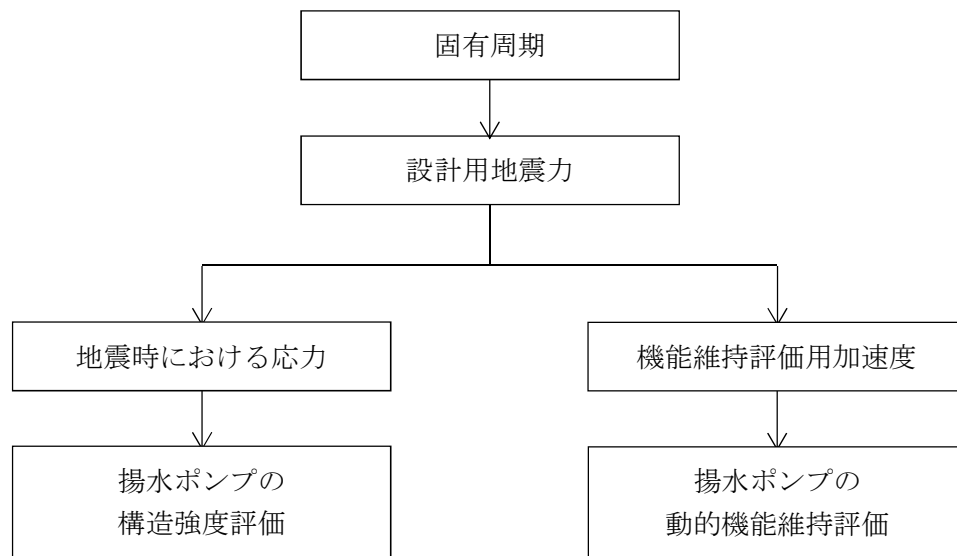 固有周期
設計用地震力
地震時における応力
機能維持評価用加速度
揚水ポンプの
構造強度評価
揚水ポンプの
動的機能維持評価